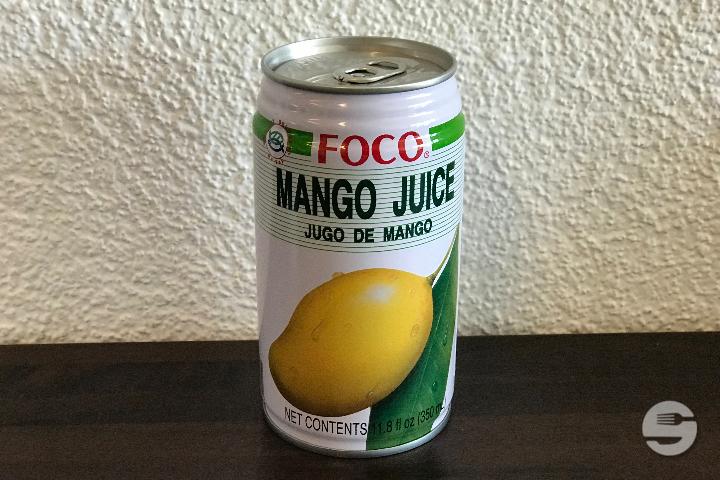 FOCO®
MANGO JUICE
JUGO DE MANGO
NET CONTENTS 11.8 fl oz (350 mL